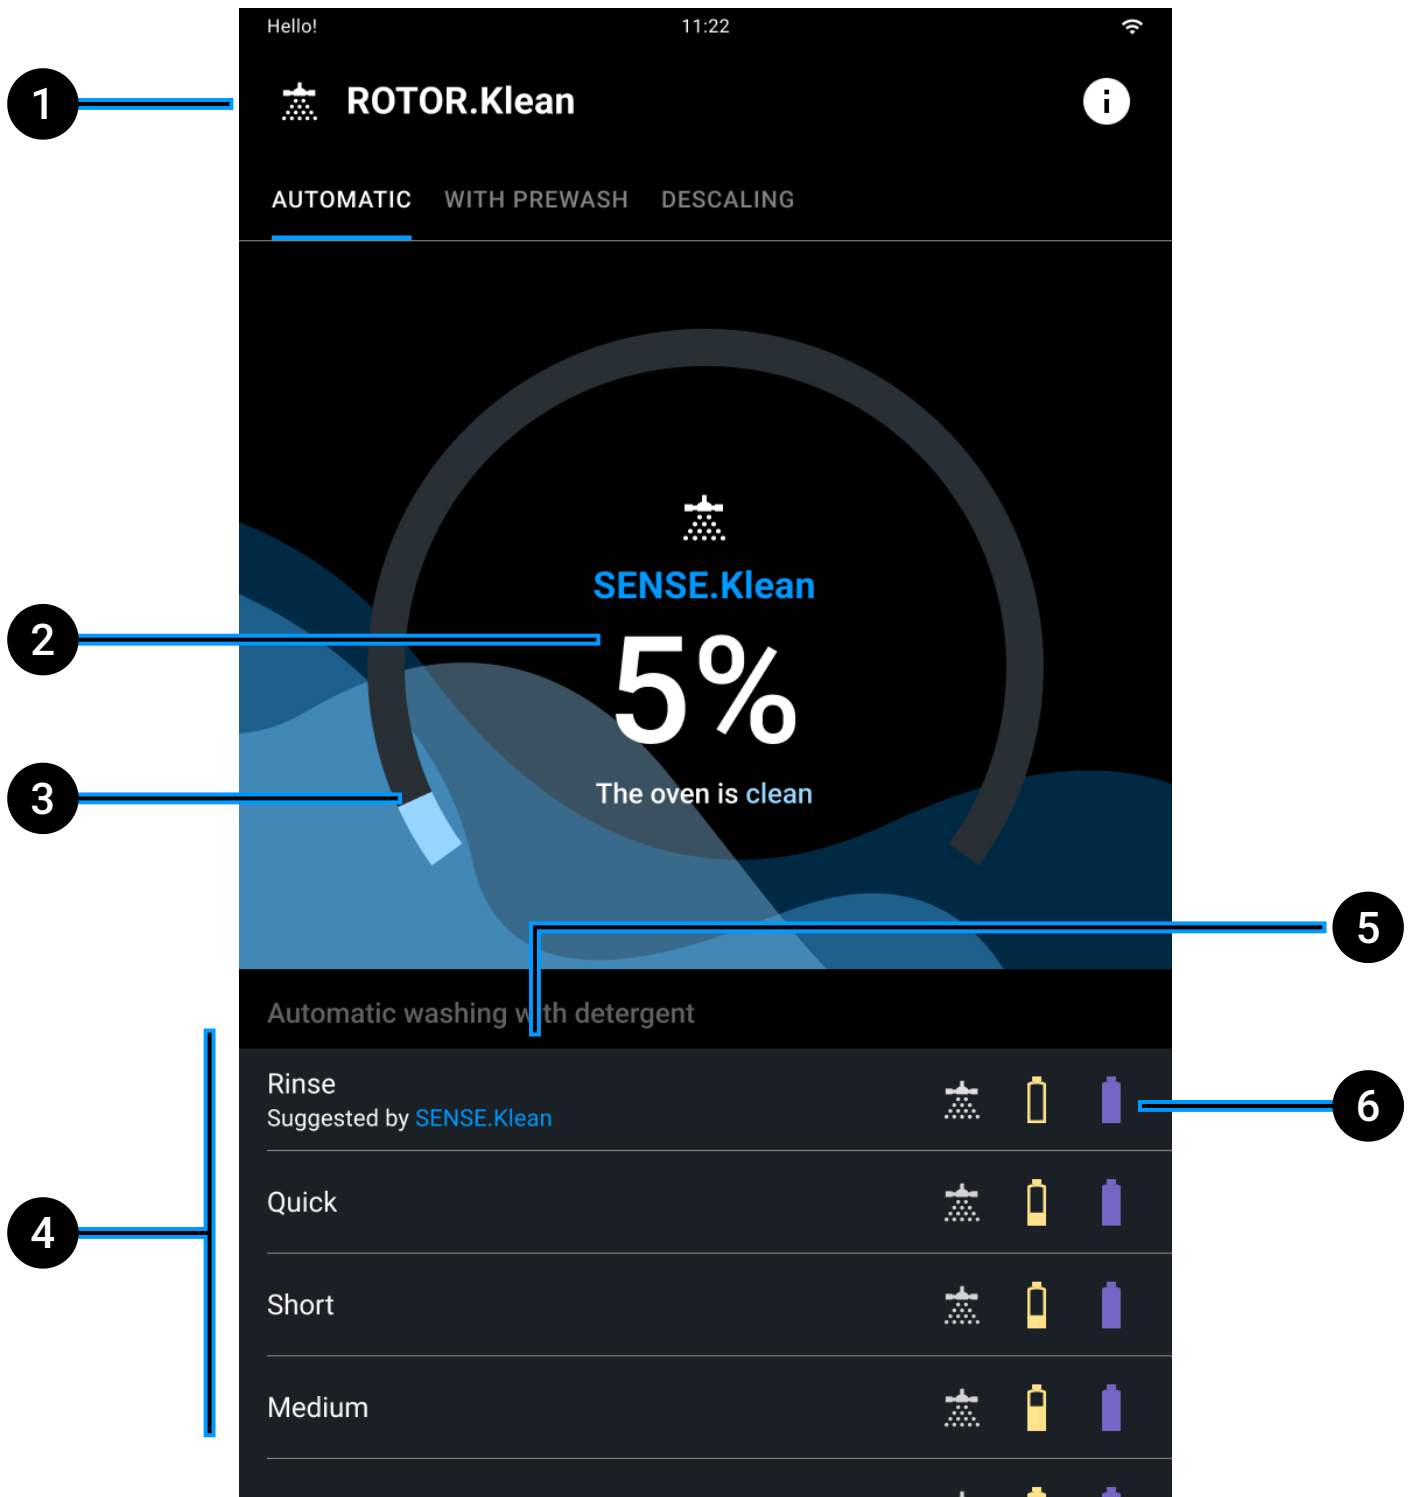 Hello! 11:22
1
ROTOR.Klean i
AUTOMATIC WITH PREWASH DESCALING
SENSE.Klean
2
5%
3
The oven is clean
5
Automatic washing with detergent
Rinse
6
Suggested by SENSE.Klean
Quick
4
Short
Medium